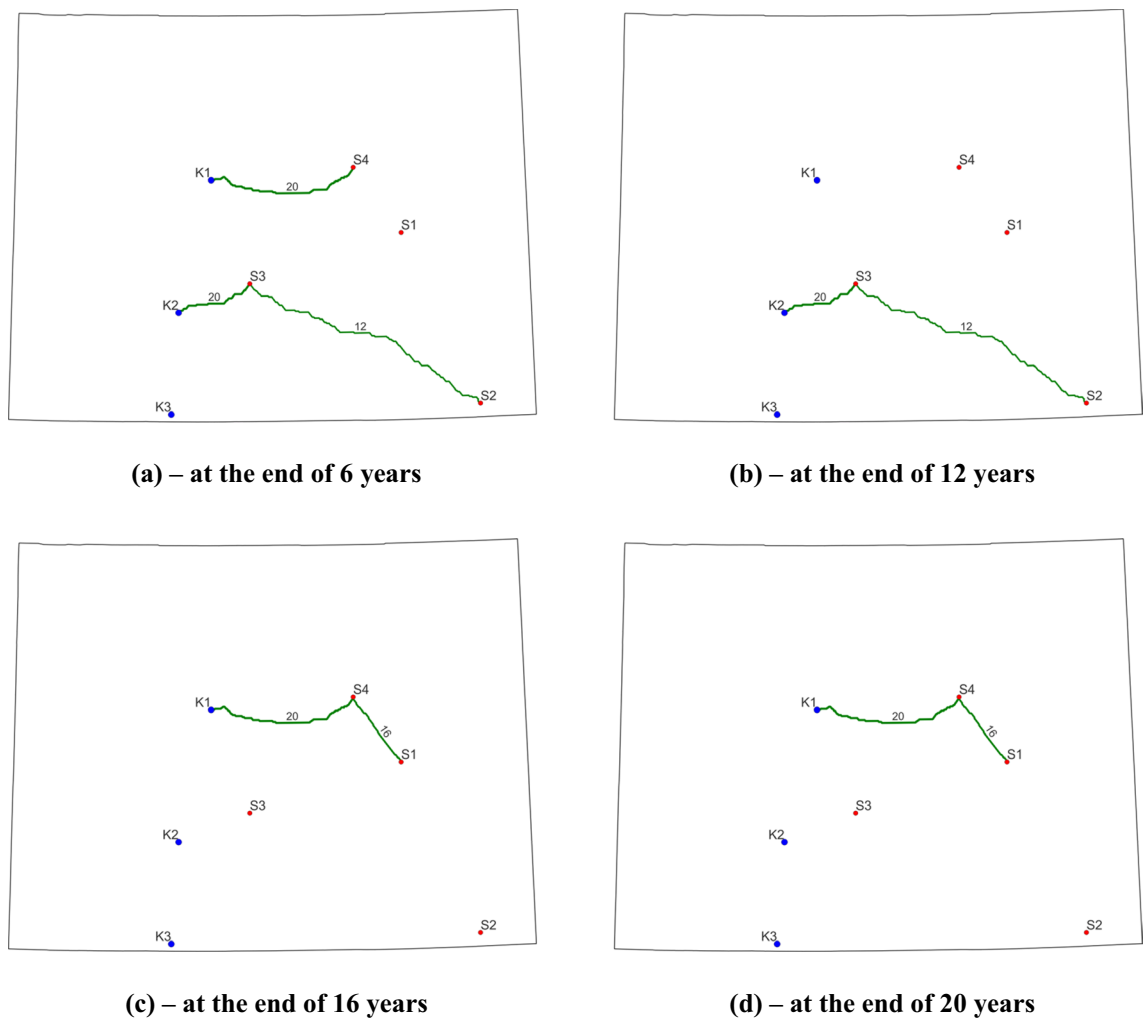 S4
K1
20
S1
S3
20
K2
12
K3
S2
(a) – at the end of 6 years
S4
K1
S1
S3
20
K2
12
K3
S2
(b) – at the end of 12 years
S4
K1
20
16
S1
S3
K2
S2
K3
(c) – at the end of 16 years
S4
K1
20
16
S1
S3
K2
S2
K3
(d) – at the end of 20 years